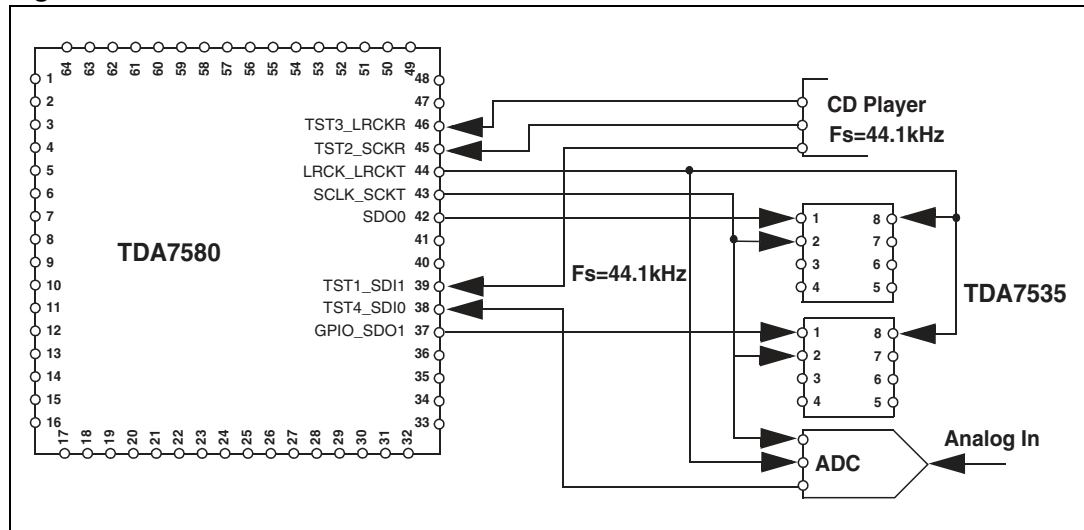 64 63 62 61 60 59 58 57 56 55 54 53 52 51 50 49
1
2
3
4
5
6
7
8
9
10
11
12
13
14
15
16
17 18 19 20 21 22 23 24 25 26 27 28 29 30 31 32
TDA7580
48
47
TST3_LRCKR 46
TST2_SCKR 45
LRCK_LRCKT 44
SCLK_SCKT 43
SDO0 42
41
40
TST1_SDI1 39
TST4_SDI0 38
GPIO_SDO1 37
36
35
34
33
CD Player
Fs=44.1kHz
Fs=44.1kHz
1 8
2 7
3 6
4 5
TDA7535
1 8
2 7
3 6
4 5
ADC
Analog In